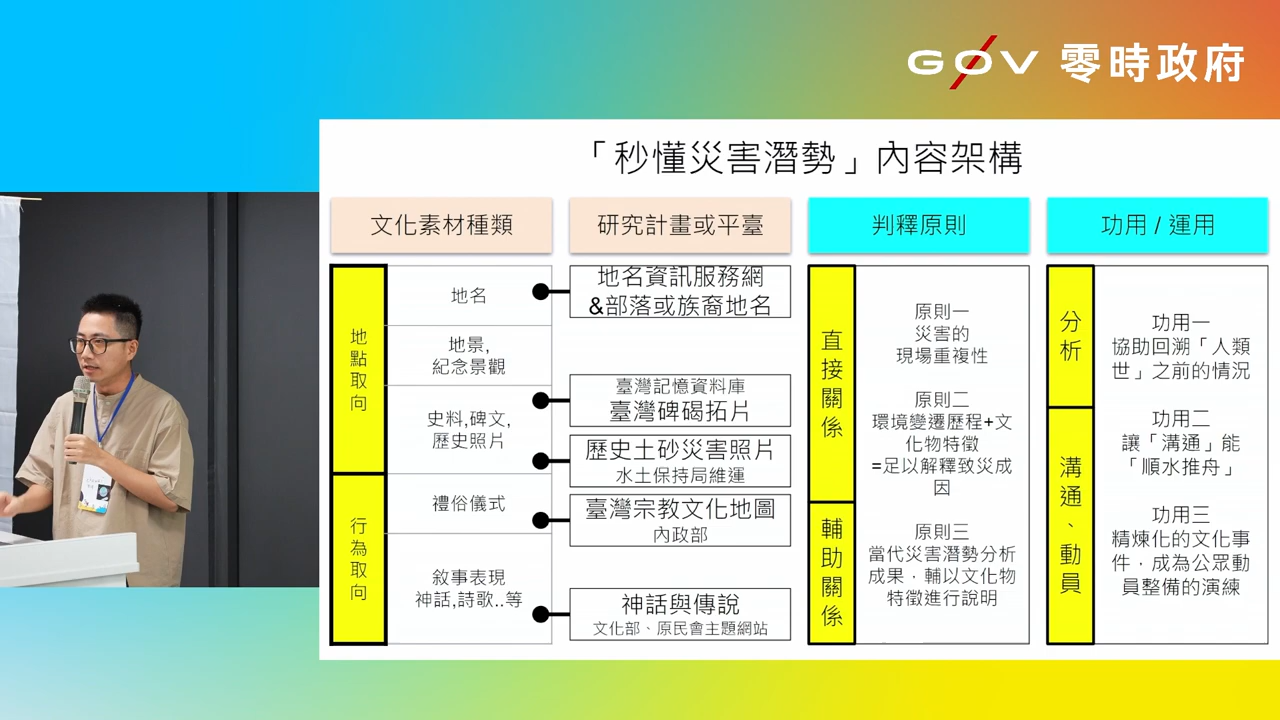 GOV 零時政府
「秒懂災害潛勢」內容架構
文化素材種類
研究計畫或平臺
判釋原則
功用 / 運用
地點取向
地名
地景,
紀念景觀
史料,碑文,
歷史照片
行為取向
禮俗儀式
敘事表現
神話,詩歌..等
地名資訊服務網
&部落或族裔地名
臺灣記憶資料庫
臺灣碑碣拓片
歷史土砂災害照片
水土保持局維運
臺灣宗教文化地圖
內政部
神話與傳說
文化部、原民會主題網站
直接關係
原則一
災害的
現場重複性
原則二
環境變遷歷程+文
化物特徵
=足以解釋致災成
因
輔助關係
原則三
當代災害潛勢分析
成果，輔以文化物
特徵進行說明
分析
功用一
協助回溯「人類
世」之前的情況
溝通、動員
功用二
讓「溝通」能
「順水推舟」
功用三
精煉化的文化事
件，成為公眾動
員整備的演練